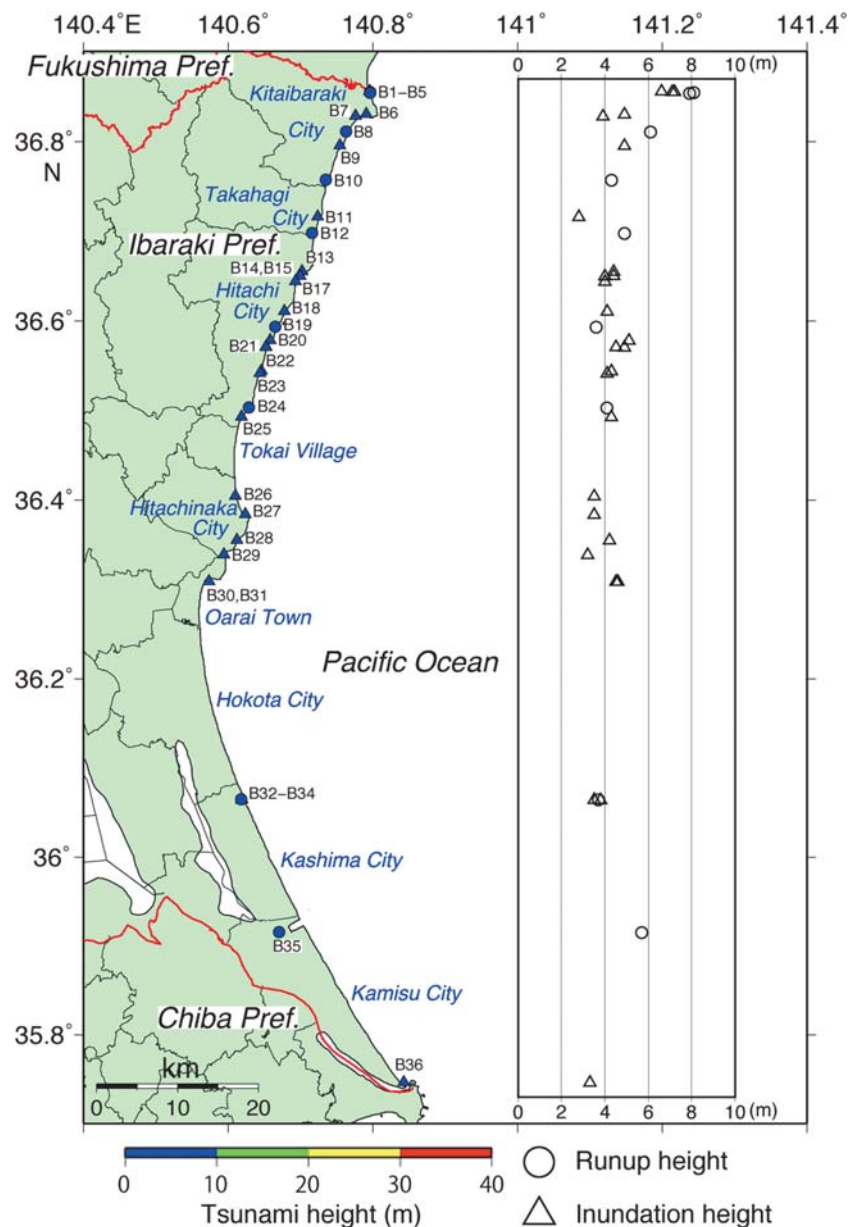 140.4°E 140.6° 140.8° 141° 141.2° 141.4°
Fukushima Pref.
0 2 4 6 8 10 (m)
Kitaibaraki
City
B1–B5
B7 B6
B8
36.8°
N
B9
B10
Takahagi
City
B11
B12
Ibaraki Pref.
B13
B14,B15
B17
Hitachi
City
B18
B19
36.6°
B20
B21
B22
B23
B24
B25
Tokai Village
B26
36.4°
Hitachinaka
City
B27
B28
B29
B30,B31
Oarai Town
Pacific Ocean
36.2°
Hokota City
B32–B34
36°
Kashima City
B35
Kamisu City
Chiba Pref.
35.8°
B36
km
0 10 20
0 2 4 6 8 10 (m)
0 10 20 30 40
Tsunami height (m)
Runup height
Inundation height